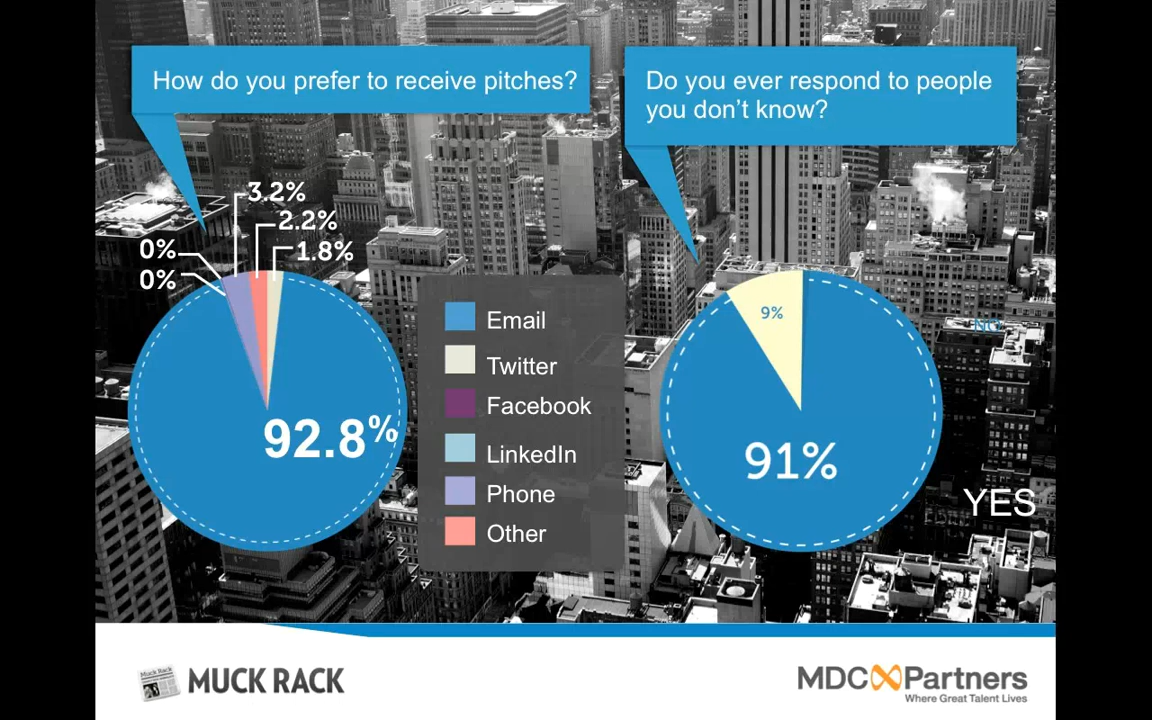 How do you prefer to receive pitches?
Do you ever respond to people
you don't know?
3.2%
2.2%
1.8%
0%
0%
92.8%
Email
Twitter
Facebook
LinkedIn
Phone
Other
9%
NO
91%
YES
MUCK RACK
MDC Partners
Where Great Talent Lives